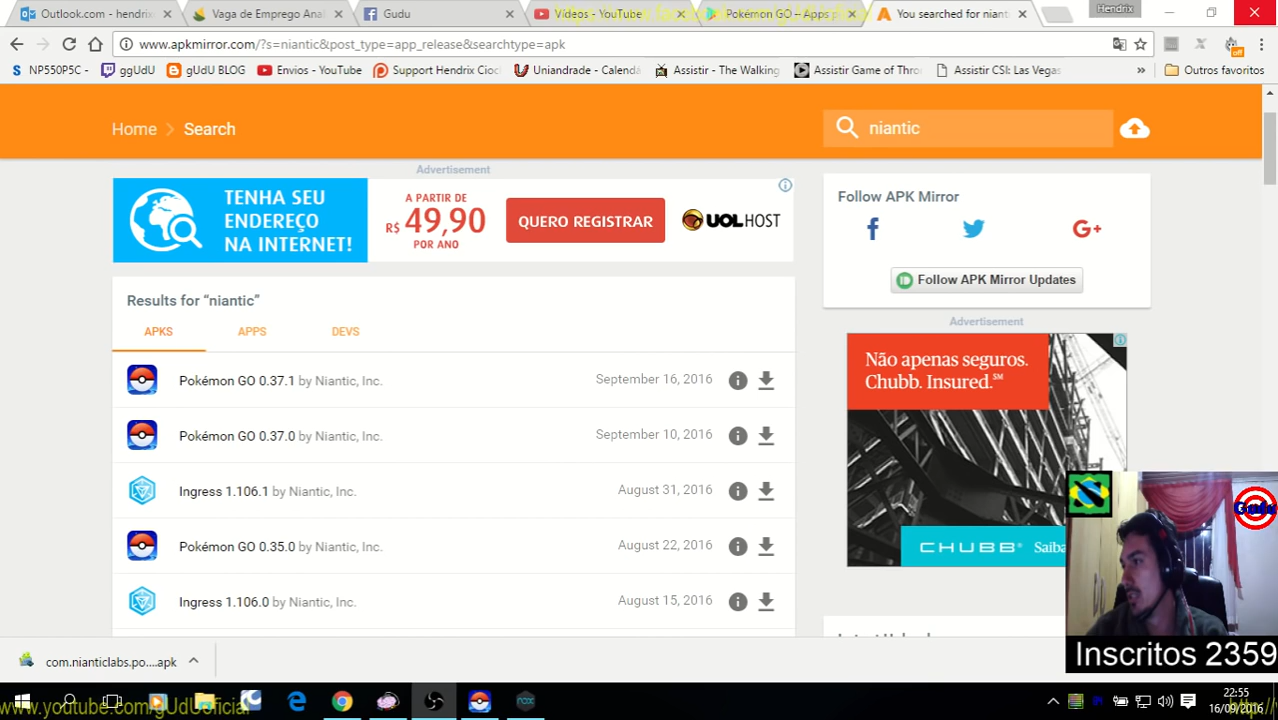 Outlook.com - hendrix
Vaga de Emprego Ana
Gudu
Vídeos - YouTube
Pokémon GO – Apps p
You searched for niant
Hendrix
www.apkmirror.com/?s=niantic&post_type=app_release&searchtype=apk
NP550P5C -
ggUdU
gUdU BLOG
Envios - YouTube
Support Hendrix Cioc
Uniandrade - Calendá
Assistir - The Walking
Assistir Game of Thro
Assistir CSI: Las Vegas
»
Outros favoritos
Home
Search
niantic
Advertisement
TENHA SEU
ENDEREÇO
NA INTERNET!
A PARTIR DE
R$ 49,90
POR ANO
QUERO REGISTRAR
UOLHOST
Follow APK Mirror
G+
Follow APK Mirror Updates
Results for “niantic”
APKS
APPS
DEVS
Advertisement
Não apenas seguros.
Chubb. Insured.℠
Pokémon GO 0.37.1 by Niantic, Inc.
September 16, 2016
Pokémon GO 0.37.0 by Niantic, Inc.
September 10, 2016
Ingress 1.106.1 by Niantic, Inc.
August 31, 2016
Pokémon GO 0.35.0 by Niantic, Inc.
August 22, 2016
Ingress 1.106.0 by Niantic, Inc.
August 15, 2016
CHUBB®
Saiba
Gudu
com.nianticlabs.po....apk
Inscritos 2359
nox
www.youtube.com/gUdUoficial
22:55
16/09/2016